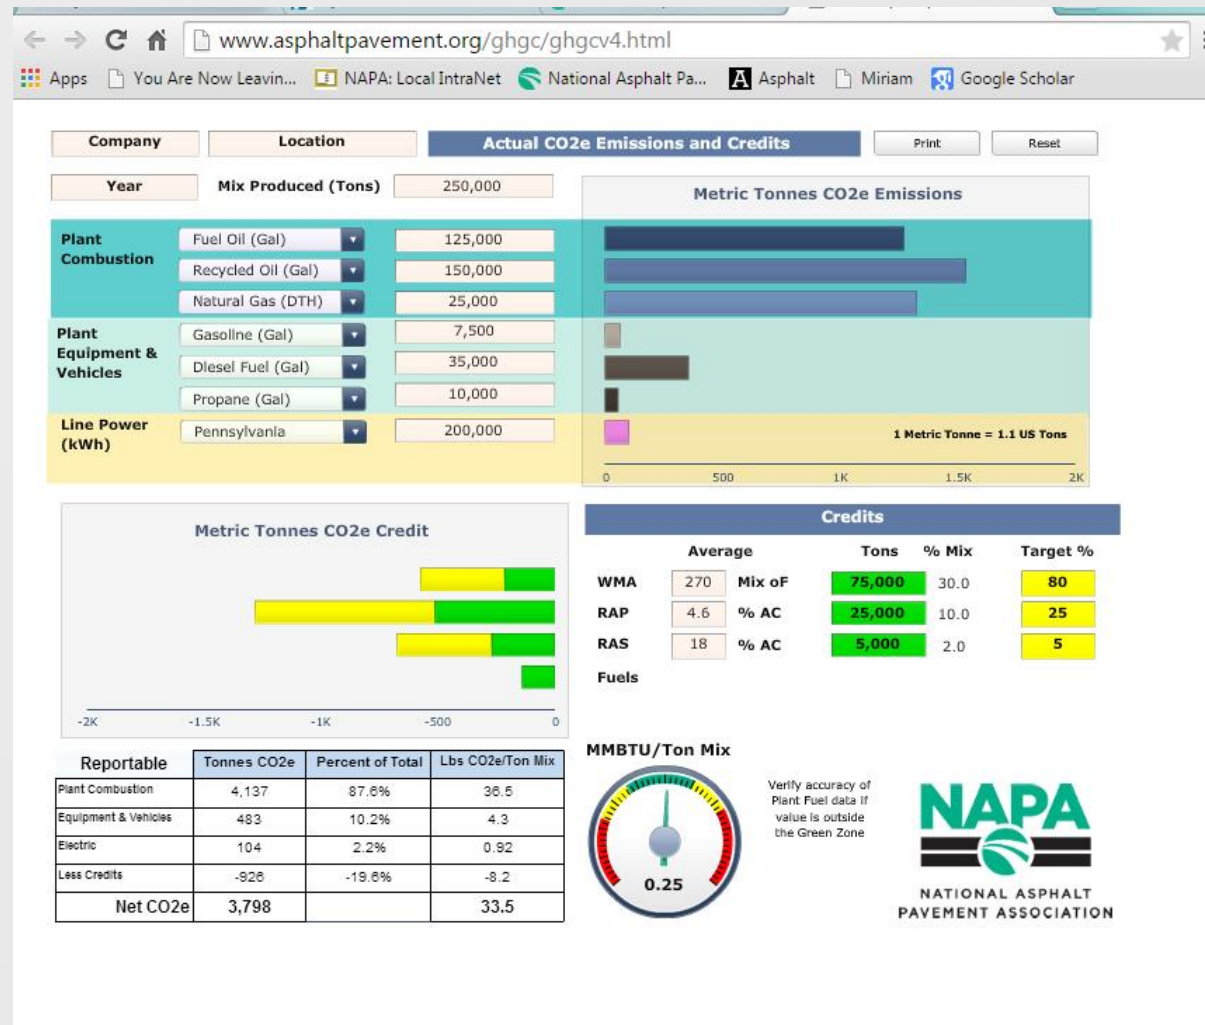 www.asphaltpavement.org/ghgc/ghgcv4.html
Apps You Are Now Leavin... NAPA: Local IntraNet National Asphalt Pa... A Asphalt Miriam Google Scholar
Company Location Actual CO2e Emissions and Credits Print Reset
Year Mix Produced (Tons) 250,000
Metric Tonnes CO2e Emissions
Plant Combustion
Fuel Oil (Gal) 125,000
Recycled Oil (Gal) 150,000
Natural Gas (DTH) 25,000
Plant Equipment & Vehicles
Gasoline (Gal) 7,500
Diesel Fuel (Gal) 35,000
Propane (Gal) 10,000
Line Power (kWh)
Pennsylvania 200,000
1 Metric Tonne = 1.1 US Tons
0 500 1K 1.5K 2K
Metric Tonnes CO2e Credit
-2K -1.5K -1K -500 0
Credits
Average Tons % Mix Target %
WMA 270 Mix oF 75,000 30.0 80
RAP 4.6 % AC 25,000 10.0 25
RAS 18 % AC 5,000 2.0 5
Fuels
Reportable Tonnes CO2e Percent of Total Lbs CO2e/Ton Mix
Plant Combustion 4,137 87.6% 36.5
Equipment & Vehicles 483 10.2% 4.3
Electric 104 2.2% 0.92
Less Credits -926 -19.6% -8.2
Net CO2e 3,798 33.5
MMBTU/Ton Mix
0.25
Verify accuracy of
Plant Fuel data if
value is outside
the Green Zone
NAPA
NATIONAL ASPHALT
PAVEMENT ASSOCIATION